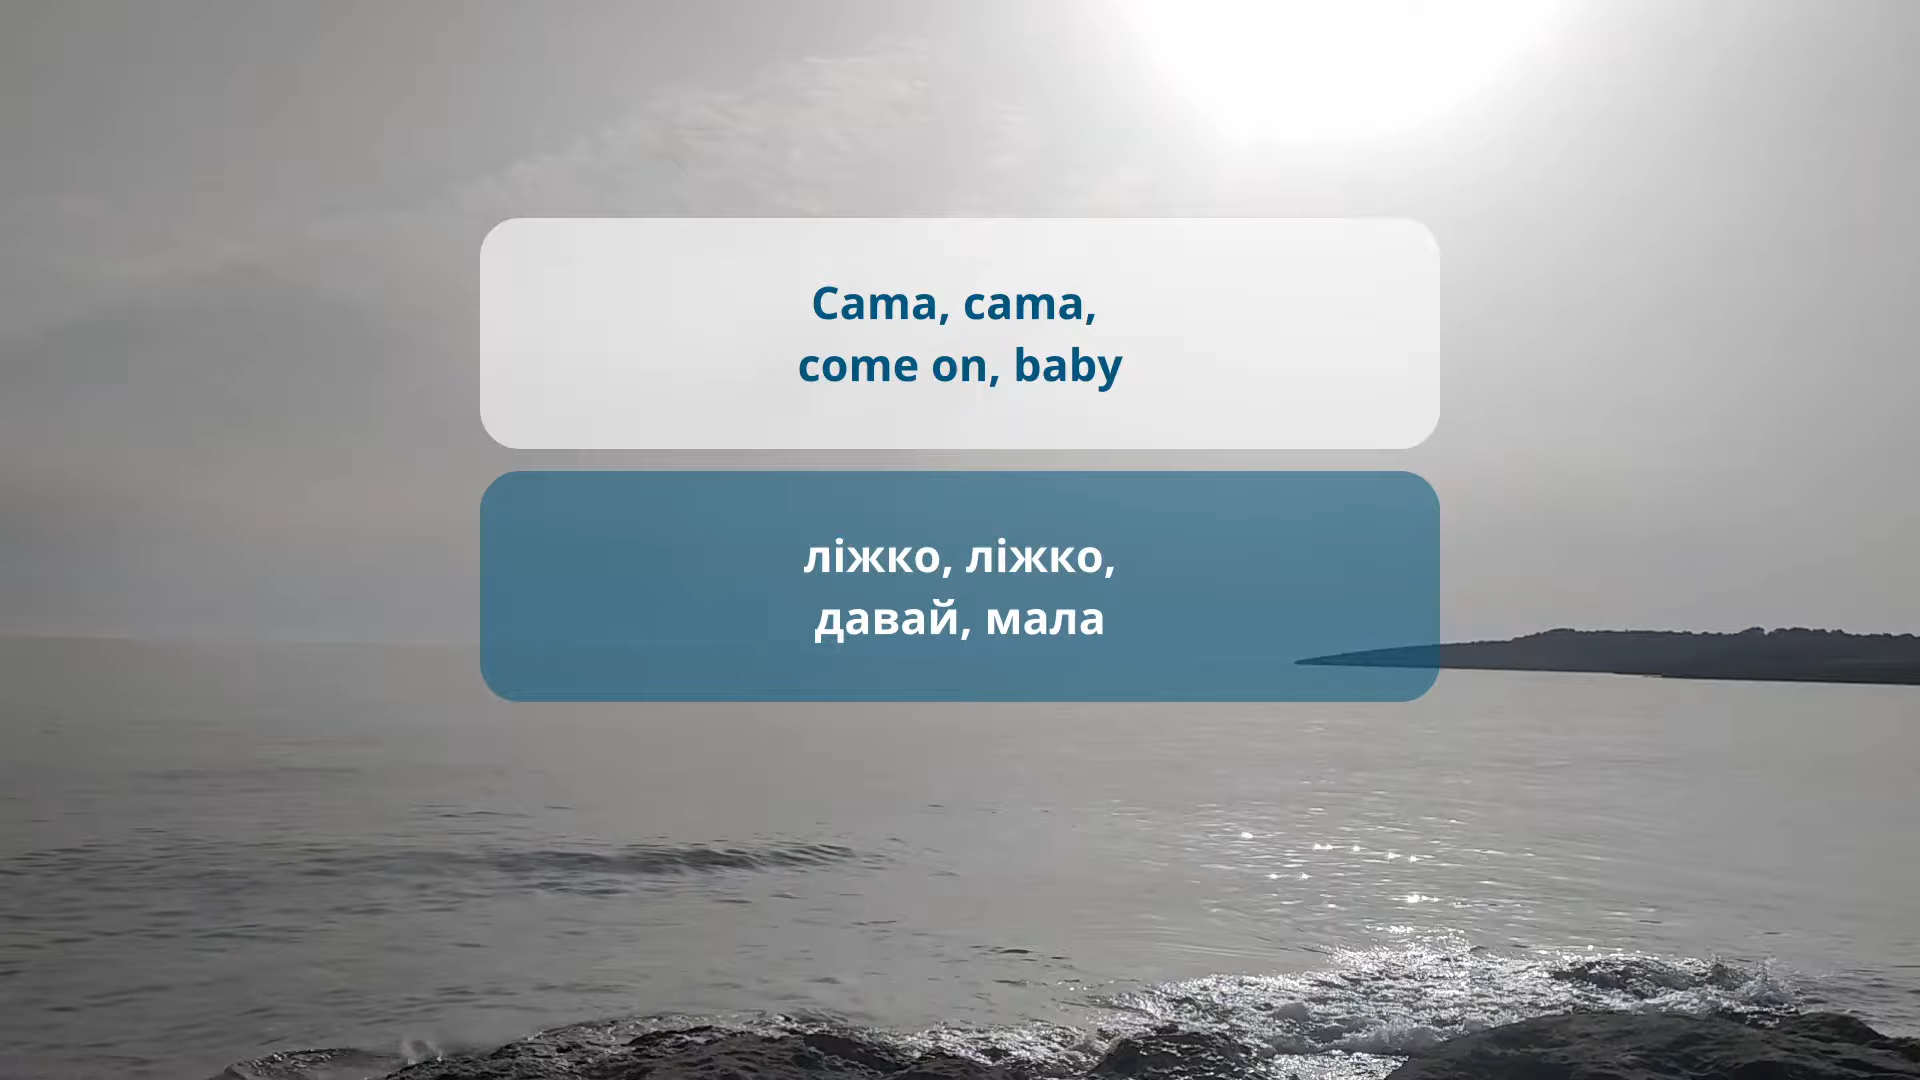 Cama, cama,
come on, baby
ліжко, ліжко,
давай, мала